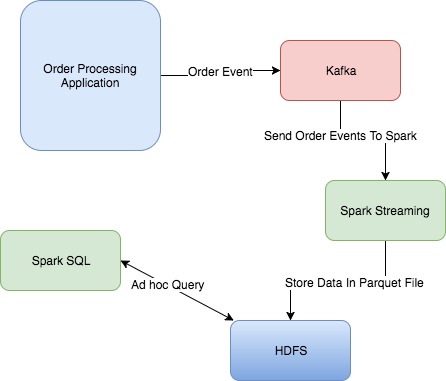 Order Processing
Application
Order Event
Kafka
Send Order Events To Spark
Spark Streaming
Spark SQL
Ad hoc Query
Store Data In Parquet File
HDFS